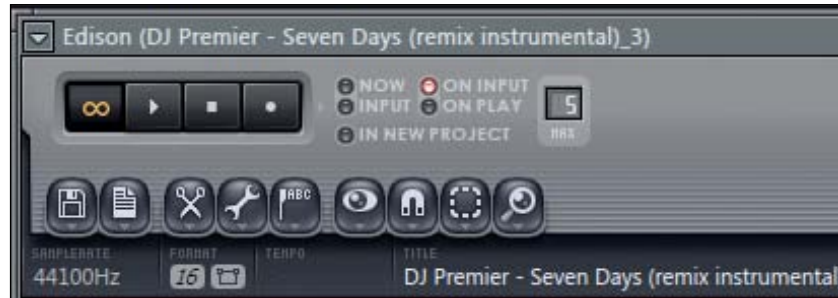 Edison (DJ Premier - Seven Days (remix instrumental)_3)
NOW ON INPUT
INPUT ON PLAY
IN NEW PROJECT
5
MAX
ABC
SAMPLERATE FORMAT TEMPO TITLE
44100Hz 16 DJ Premier - Seven Days (remix instrumental